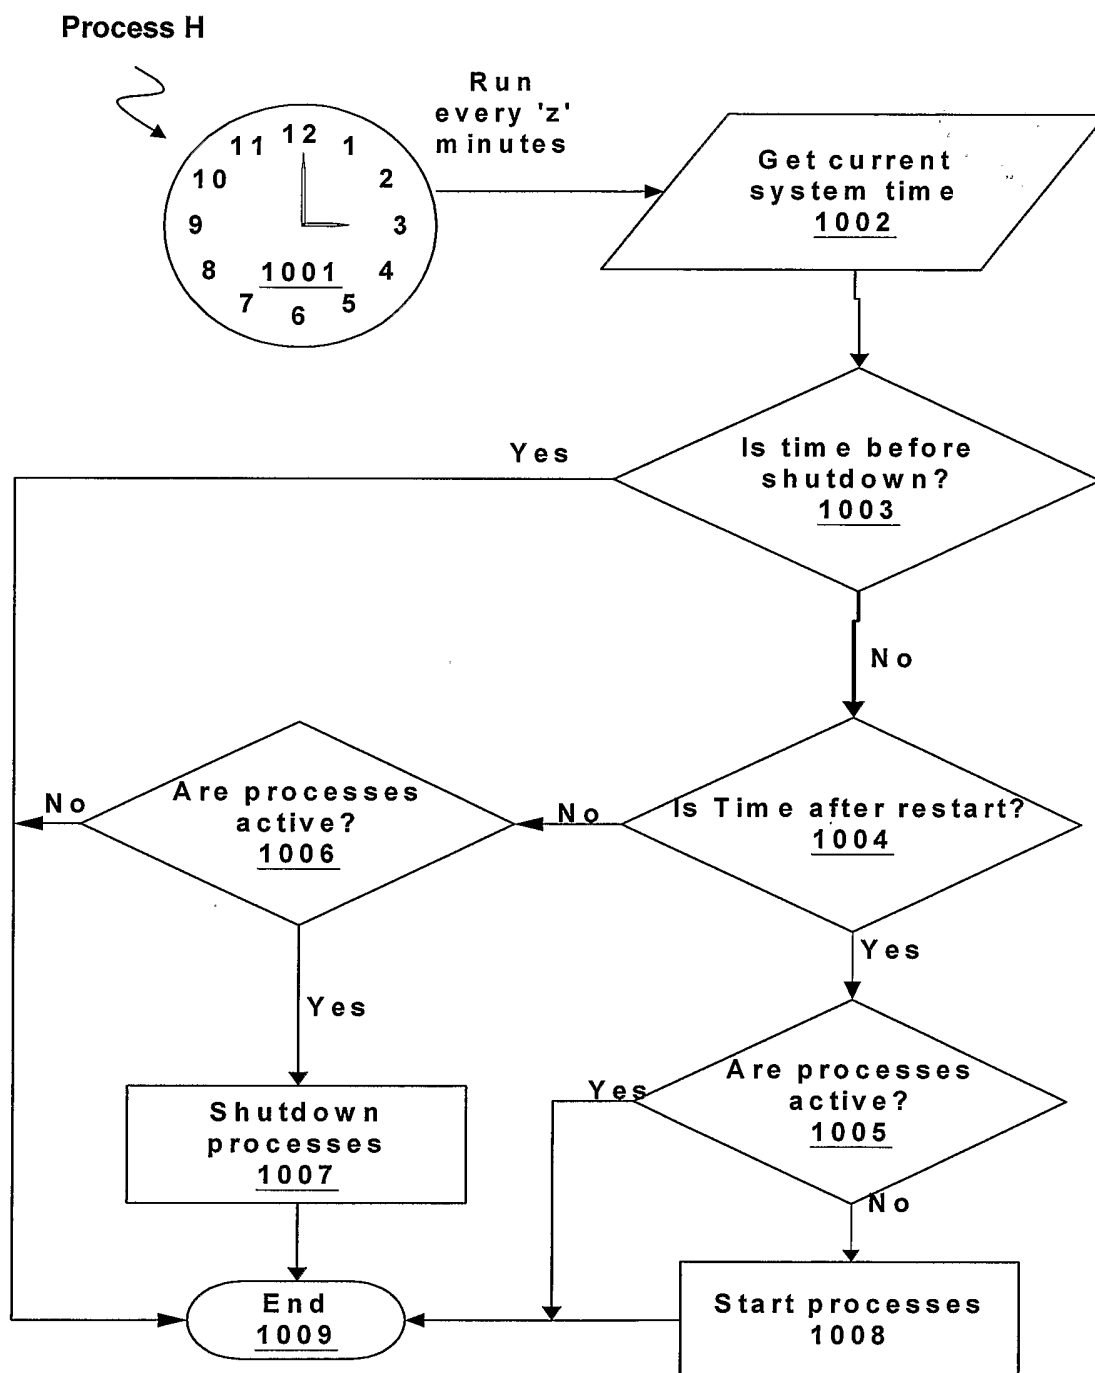 Process H
Run
every 'z'
minutes
12
11
1
10
2
9
3
8
4
1001
7
5
6
Get current
system time
1002
Yes
Is time before
shutdown?
1003
No
No
Are processes
active?
1006
No
Is Time after restart?
1004
Yes
Yes
Are processes
active?
1005
Yes
Shutdown
processes
1007
No
End
1009
Start processes
1008